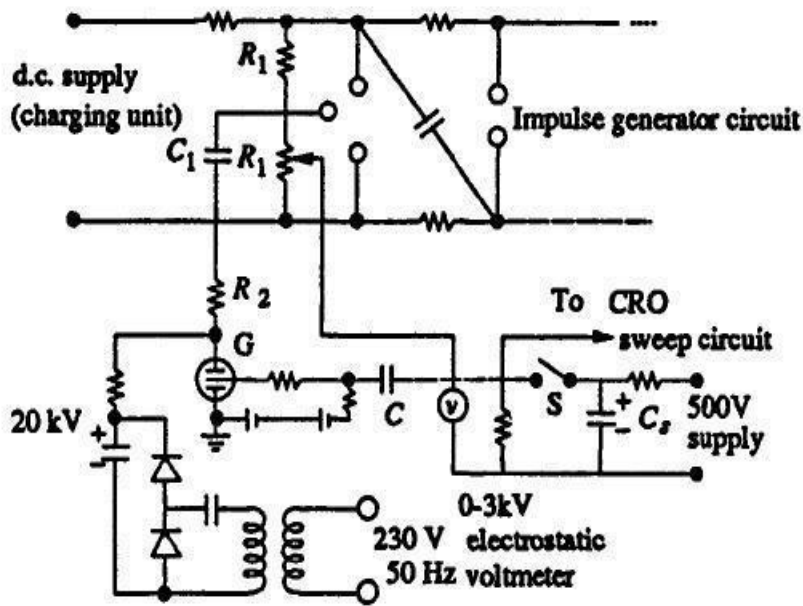 R1
d.c. supply
(charging unit)
C1
R1
Impulse generator circuit
R2
To CRO
sweep circuit
G
C
v
S
+
-
Cs
500V
supply
20 kV
+
-
0-3kV
230 V electrostatic
50 Hz voltmeter